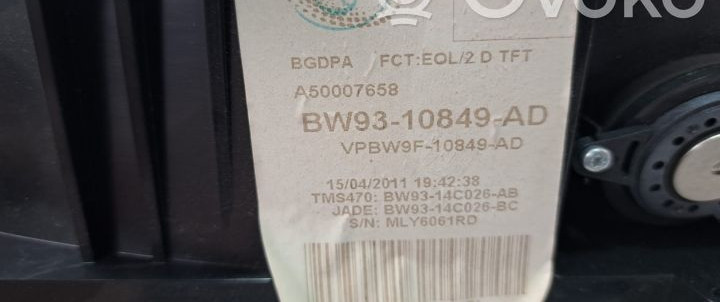 OVOKO
BGDPA FCT:EOL/2 D TFT
A50007658
BW93-10849-AD
VPBW9F-10849-AD
15/04/2011 19:42:38
TMS470: BW93-14C026-AB
JADE: BW93-14C026-BC
S/N: MLY6061RD